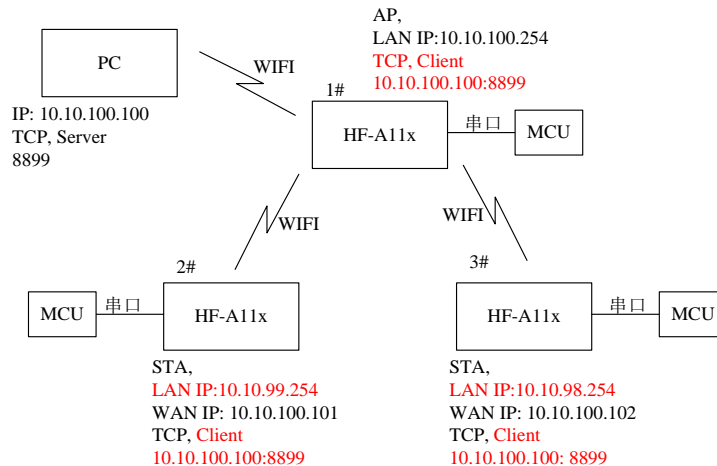 PC
IP: 10.10.100.100
TCP, Server
8899
WIFI
AP,
LAN IP:10.10.100.254
TCP, Client
10.10.100.100:8899
1#
HF-A11x
串口
MCU
WIFI
WIFI
2#
MCU
串口
HF-A11x
STA,
LAN IP:10.10.99.254
WAN IP: 10.10.100.101
TCP, Client
10.10.100.100:8899
3#
HF-A11x
串口
MCU
STA,
LAN IP:10.10.98.254
WAN IP: 10.10.100.102
TCP, Client
10.10.100.100: 8899